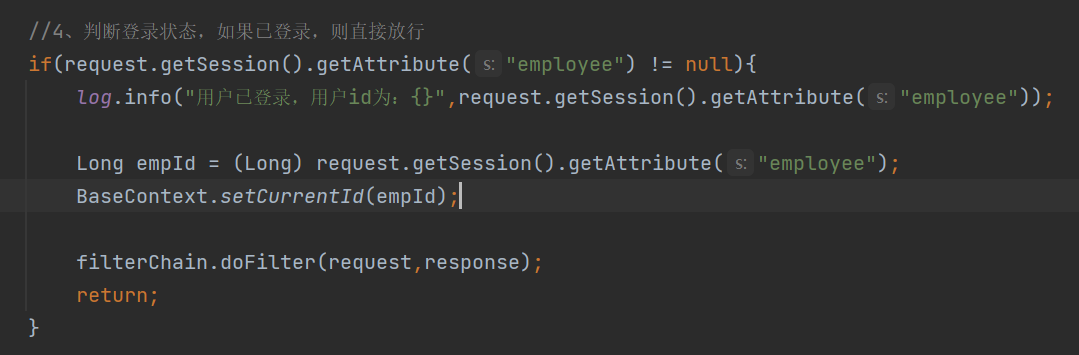 //4、判断登录状态，如果已登录，则直接放行
if(request.getSession().getAttribute( s: "employee") != null){
log.info("用户已登录，用户id为：{}",request.getSession().getAttribute( s: "employee"));
Long empId = (Long) request.getSession().getAttribute( s: "employee");
BaseContext.setCurrentId(empId);
filterChain.doFilter(request,response);
return;
}